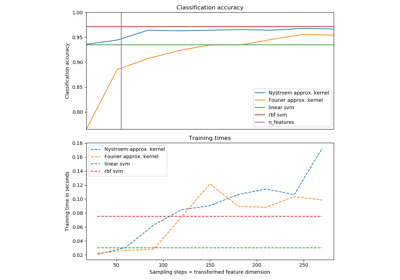 Classification accuracy
1.00
0.95
0.90
0.85
0.80
Classification accuracy
Nystroem approx. kernel
Fourier approx. kernel
linear svm
rbf svm
n_features
Training times
0.18
0.16
0.14
0.12
0.10
0.08
0.06
0.04
0.02
Training time in seconds
Nystroem approx. kernel
Fourier approx. kernel
linear svm
rbf svm
50
100
150
200
250
Sampling steps = transformed feature dimension